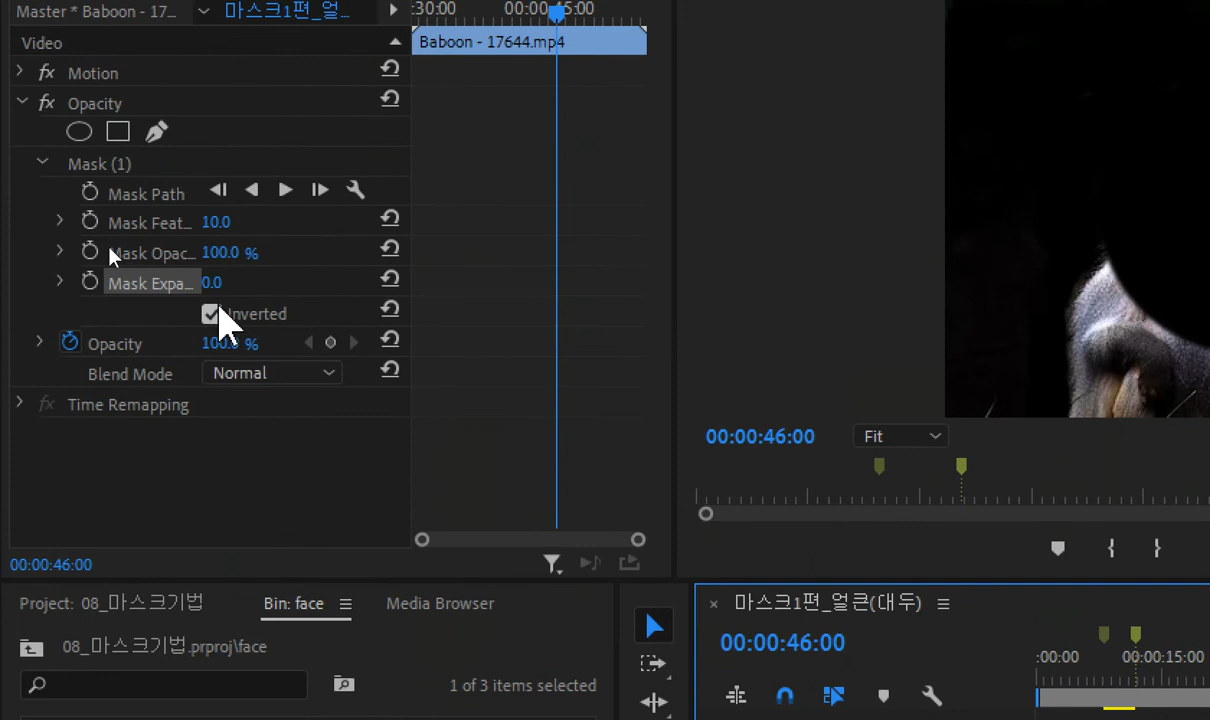 Master * Baboon - 17... 마스크1편_얼...
:30:00 00:00:45:00
Video
Baboon - 17644.mp4
fx Motion
fx Opacity
Mask (1)
Mask Path
Mask Feat... 10.0
Mask Opac... 100.0 %
Mask Expa... 0.0
Inverted
Opacity 100.0 %
Blend Mode Normal
fx Time Remapping
00:00:46:00
00:00:46:00 Fit
Project: 08_마스크기법 Bin: face Media Browser
08_마스크기법.prproj\face
1 of 3 items selected
× 마스크1편_얼큰(대두)
00:00:46:00
:00:00 00:00:15:00